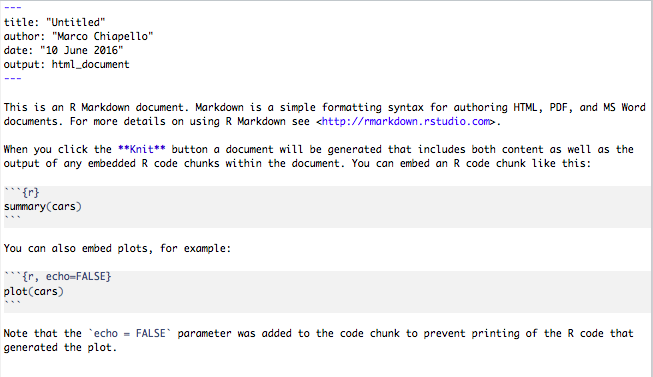 ---
title: "Untitled"
author: "Marco Chiapello"
date: "10 June 2016"
output: html_document
---
This is an R Markdown document. Markdown is a simple formatting syntax for authoring HTML, PDF, and MS Word
documents. For more details on using R Markdown see <http://rmarkdown.rstudio.com>.
When you click the **Knit** button a document will be generated that includes both content as well as the
output of any embedded R code chunks within the document. You can embed an R code chunk like this:
```{r}
summary(cars)
```
You can also embed plots, for example:
```{r, echo=FALSE}
plot(cars)
```
Note that the `echo = FALSE` parameter was added to the code chunk to prevent printing of the R code that
generated the plot.